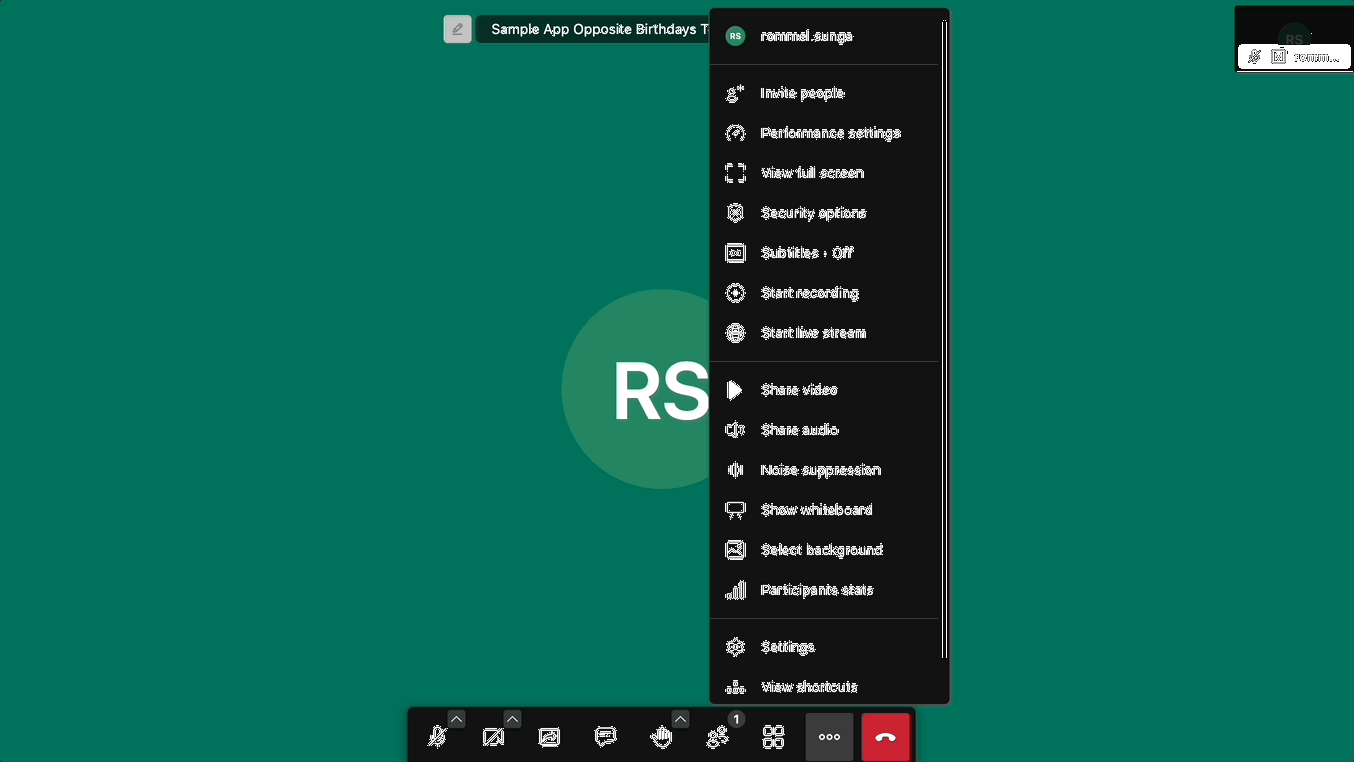 Sample App Opposite Birthdays T
RS rommel.sunga
RS
romm...
Invite people
Performance settings
View full screen
Security options
Subtitles • Off
Start recording
Start live stream
RS
Share video
Share audio
Noise suppression
Show whiteboard
Select background
Participants stats
Settings
View shortcuts
1